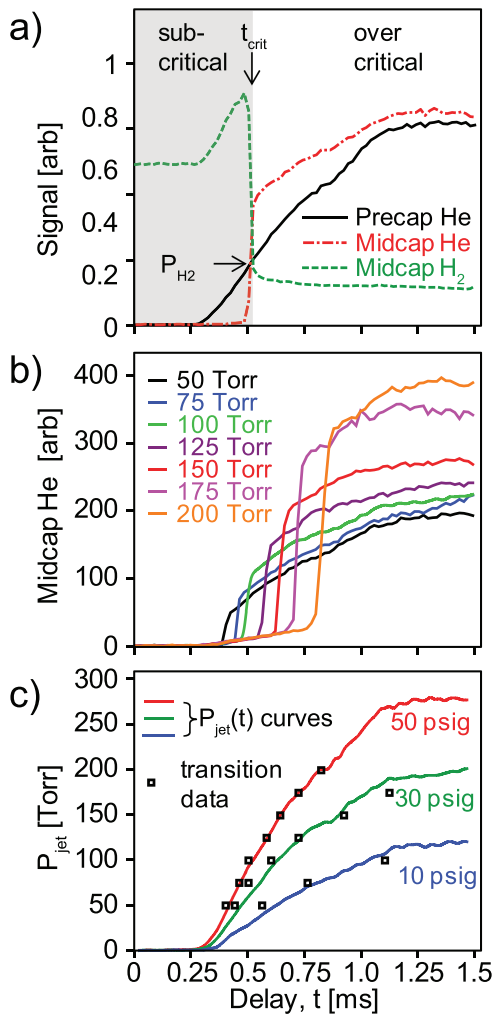 a)
sub-
critical
t_crit
over
critical
1
0.8
0.6
0.4
0.2
0
Signal [arb]
P_H2
Precap He
Midcap He
Midcap H_2
b)
400
300
200
100
0
Midcap He [arb]
50 Torr
75 Torr
100 Torr
125 Torr
150 Torr
175 Torr
200 Torr
c)
300
250
200
150
100
50
0
P_jet [Torr]
P_jet(t) curves
transition
data
50 psig
30 psig
10 psig
0 0.25 0.5 0.75 1.0 1.25 1.5
Delay, t [ms]